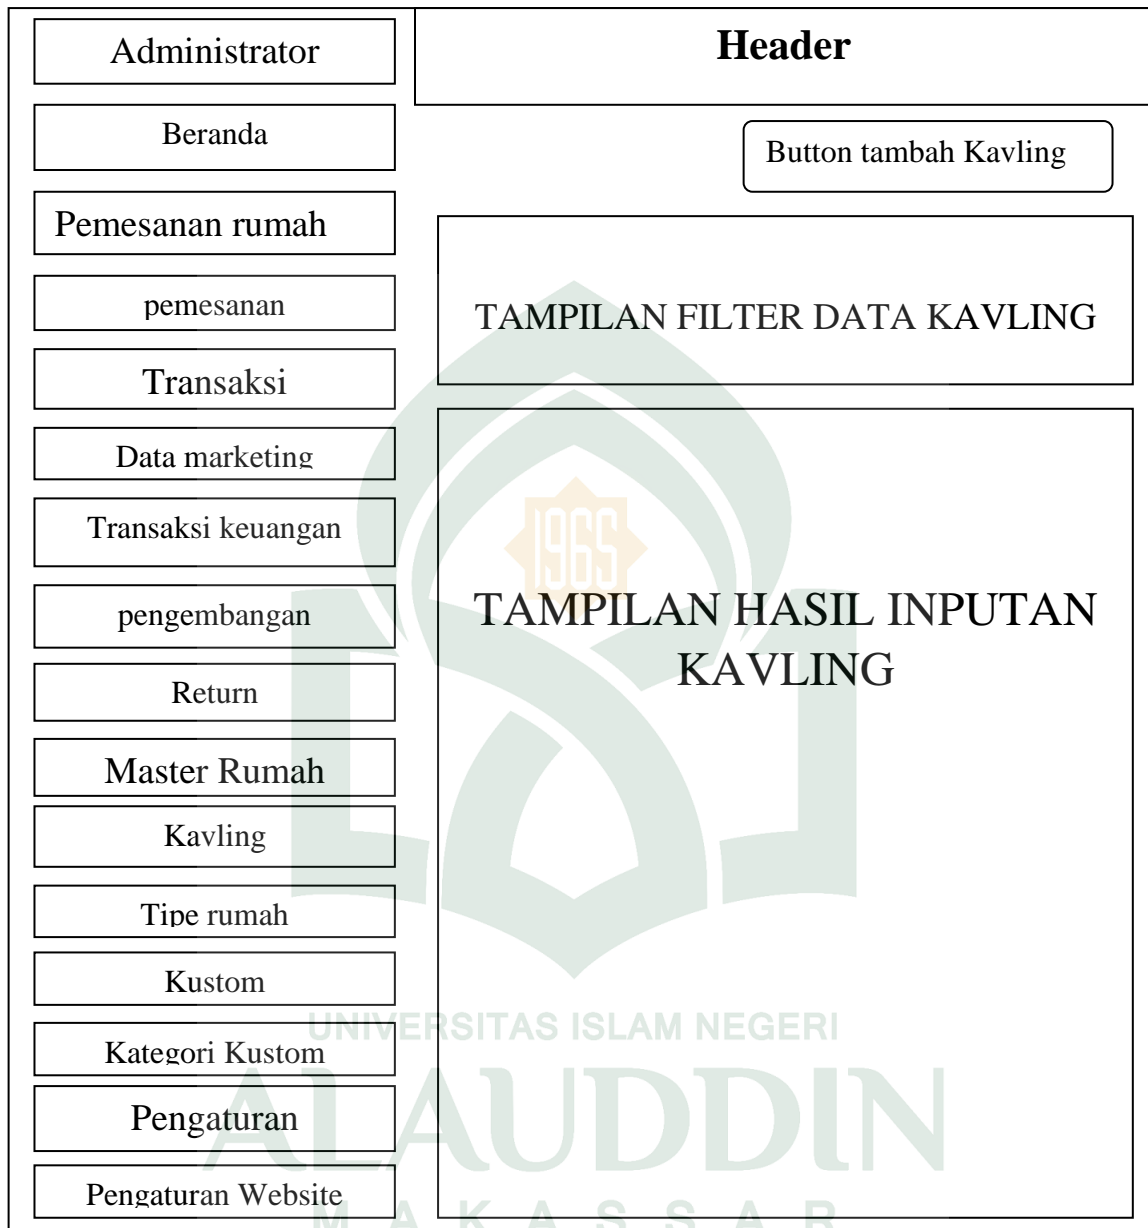 Administrator
Header
Beranda
Button tambah Kavling
Pemesanan rumah
pemesanan
TAMPILAN FILTER DATA KAVLING
Transaksi
Data marketing
Transaksi keuangan
1965
pengembangan
TAMPILAN HASIL INPUTAN
KAVLING
Return
Master Rumah
Kavling
Tipe rumah
Kustom
Kategori Kustom
Pengaturan
Pengaturan Website
UNIVERSITAS ISLAM NEGERI
ALAUDDIN
MAKASSAR